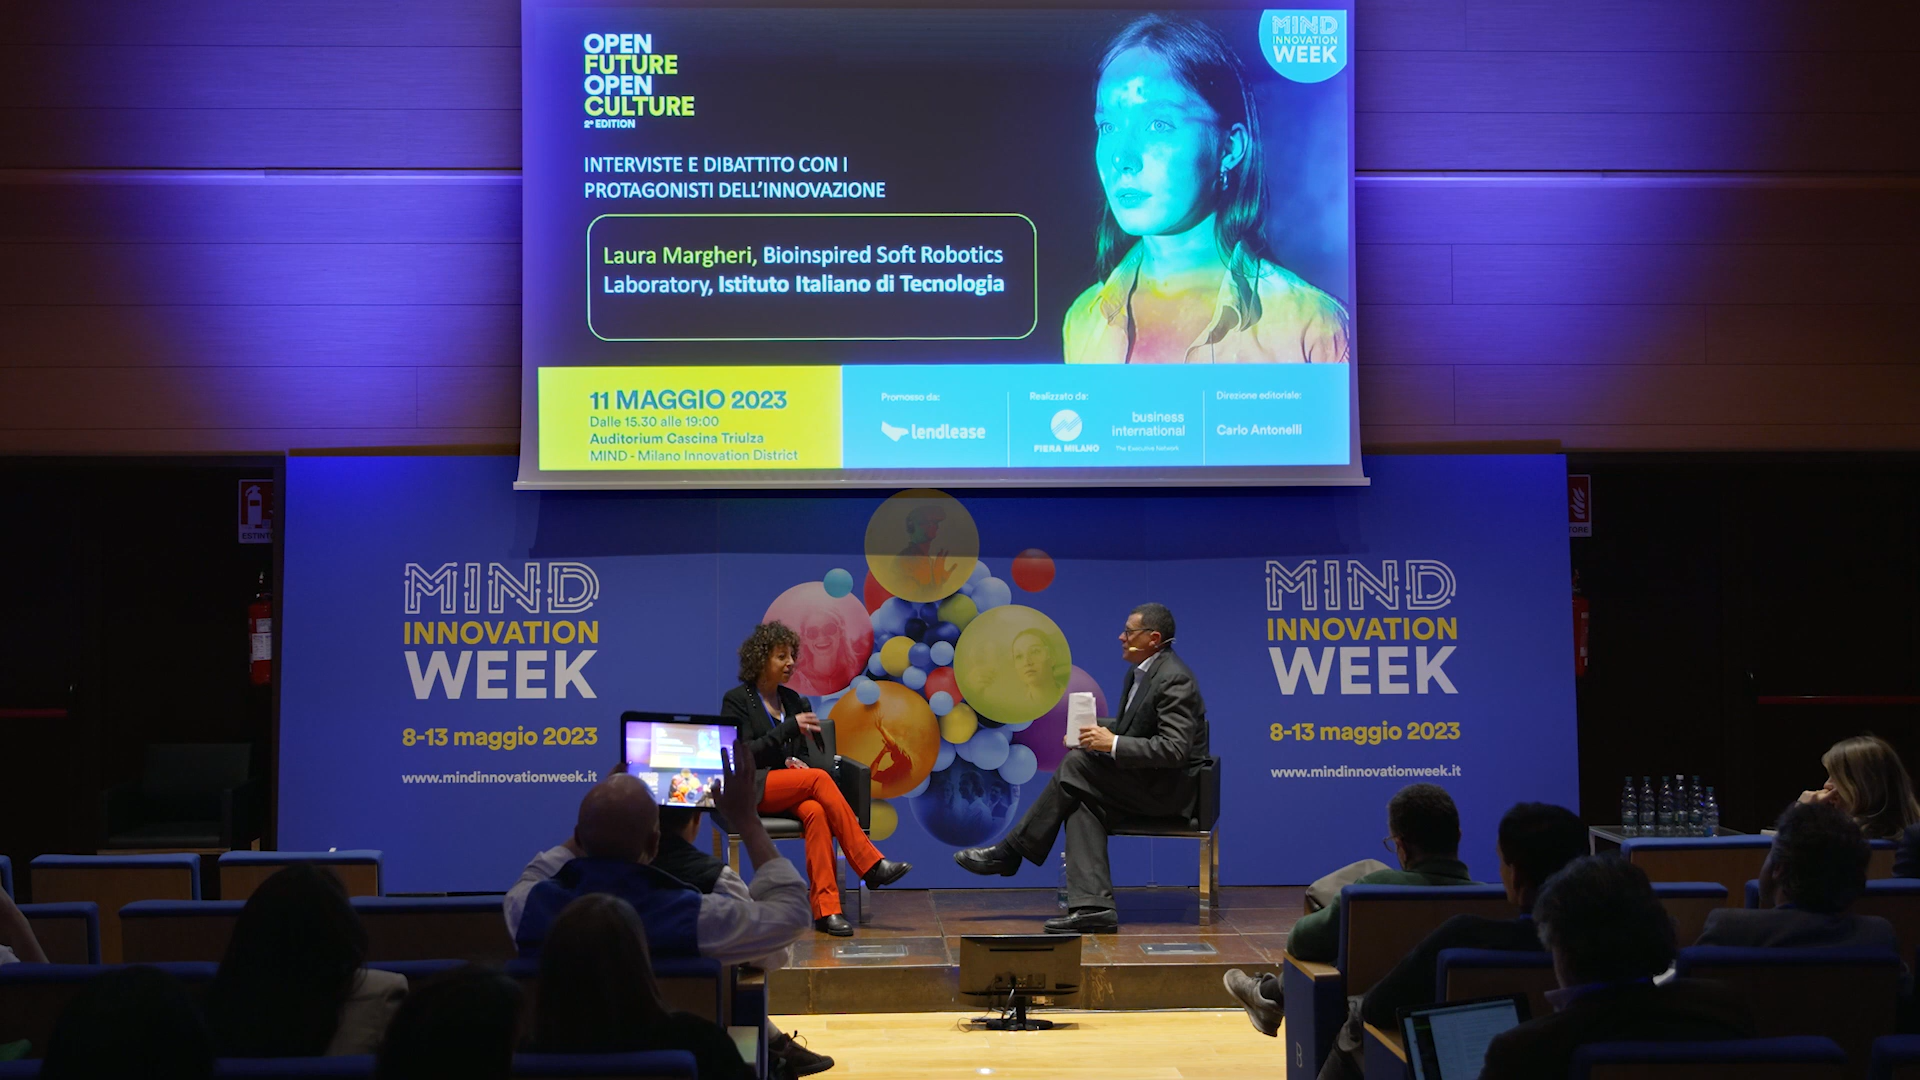 OPEN
FUTURE
OPEN
CULTURE
2ª EDITION
MIND
INNOVATION
WEEK
INTERVISTE E DIBATTITO CON I
PROTAGONISTI DELL'INNOVAZIONE
Laura Margheri, Bioinspired Soft Robotics
Laboratory, Istituto Italiano di Tecnologia
11 MAGGIO 2023
Dalle 15.30 alle 19:00
Auditorium Cascina Triulza
MIND - Milano Innovation District
Promosso da:
lendlease
Realizzato da:
FIERA MILANO
business
international
The Executive Network
Direzione editoriale:
Carlo Antonelli
MIND
INNOVATION
WEEK
8-13 maggio 2023
www.mindinnovationweek.it
MIND
INNOVATION
WEEK
8-13 maggio 2023
www.mindinnovationweek.it